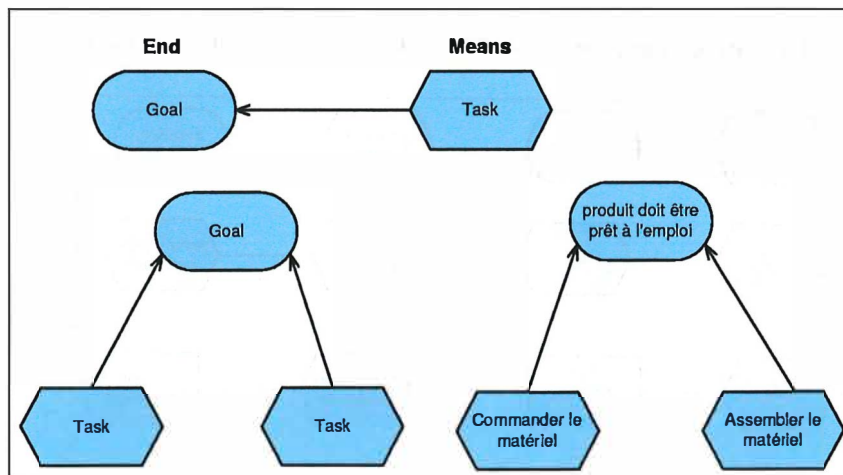 End
Means
Goal
Task
Goal
produit doit être
prêt à l'emploi
Task
Task
Commander le
matériel
Assembler le
matériel